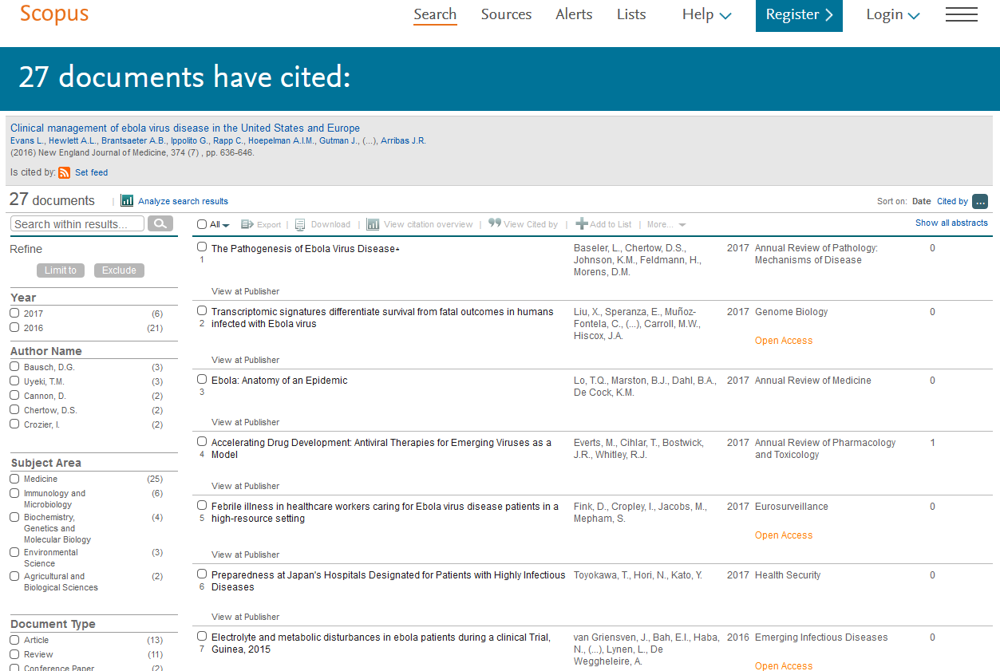 Scopus
Search Sources Alerts Lists Help Register Login
27 documents have cited:
Clinical management of ebola virus disease in the United States and Europe
Evans L., Hewlett A.L., Brantsaeter A.B., Ippolito G., Rapp C., Hoepelman A.I.M., Gutman J., (...), Arribas J.R.
(2016) New England Journal of Medicine, 374 (7) , pp. 636-646.
Is cited by: Set feed
27 documents | Analyze search results
Sort on: Date Cited by ...
Search within results...
All Export | Download | View citation overview | View Cited by | Add to List | More...
Show all abstracts
Refine
Limit to Exclude
Year
2017 (6)
2016 (21)
Author Name
Bausch, D.G. (3)
Uyeki, T.M. (3)
Cannon, D. (2)
Chertow, D.S. (2)
Crozier, I. (2)
Subject Area
Medicine (25)
Immunology and (6)
Microbiology
Biochemistry, (4)
Genetics and
Molecular Biology
Environmental (3)
Science
Agricultural and (2)
Biological Sciences
Document Type
Article (13)
Review (11)
Conference Paper (2)
The Pathogenesis of Ebola Virus Disease Baseler, L., Chertow, D.S., 2017 Annual Review of Pathology: 0
1 Johnson, K.M., Feldmann, H., Mechanisms of Disease
Morens, D.M.
View at Publisher
Transcriptomic signatures differentiate survival from fatal outcomes in humans Liu, X., Speranza, E., Muñoz- 2017 Genome Biology 0
2 infected with Ebola virus Fontela, C., (...), Carroll, M.W.,
Hiscox, J.A.
Open Access
View at Publisher
Ebola: Anatomy of an Epidemic Lo, T.Q., Marston, B.J., Dahl, B.A., 2017 Annual Review of Medicine 0
3 De Cock, K.M.
View at Publisher
Accelerating Drug Development: Antiviral Therapies for Emerging Viruses as a Everts, M., Cihlar, T., Bostwick, 2017 Annual Review of Pharmacology 1
4 Model J.R., Whitley, R.J. and Toxicology
View at Publisher
Febrile illness in healthcare workers caring for Ebola virus disease patients in a Fink, D., Cropley, I., Jacobs, M., 2017 Eurosurveillance 0
5 high-resource setting Mepham, S.
Open Access
View at Publisher
Preparedness at Japan's Hospitals Designated for Patients with Highly Infectious Toyokawa, T., Hori, N., Kato, Y. 2017 Health Security 0
6 Diseases
View at Publisher
Electrolyte and metabolic disturbances in ebola patients during a clinical Trial, van Griensven, J., Bah, E.I., Haba, 2016 Emerging Infectious Diseases 0
7 Guinea, 2015 N., (...), Lynen, L., De
Weggheleire, A.
Open Access